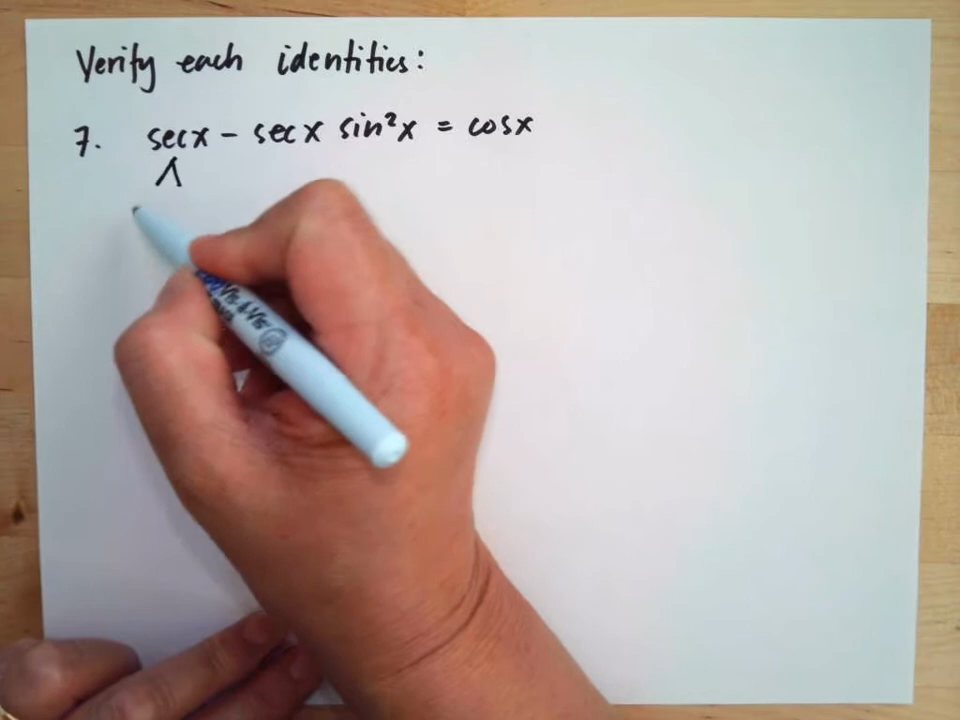 Verify each identities:
7. secx - secx sin²x = cosx